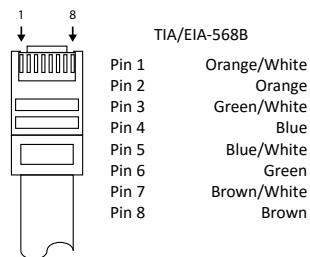 1 8
TIA/EIA-568B
Pin 1 Orange/White
Pin 2 Orange
Pin 3 Green/White
Pin 4 Blue
Pin 5 Blue/White
Pin 6 Green
Pin 7 Brown/White
Pin 8 Brown